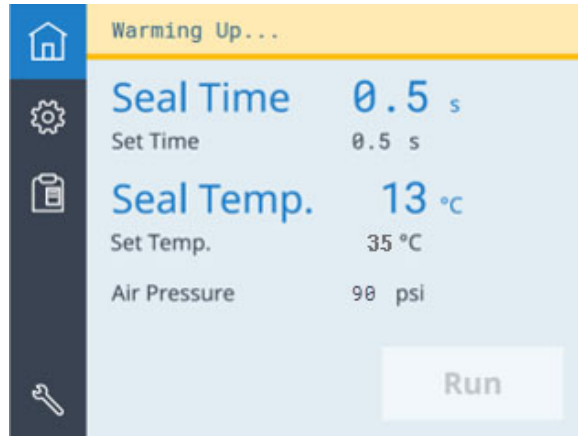 Warming Up...
Seal Time 0.5 s
Set Time 0.5 s
Seal Temp. 13 °C
Set Temp. 35 °C
Air Pressure 90 psi
Run